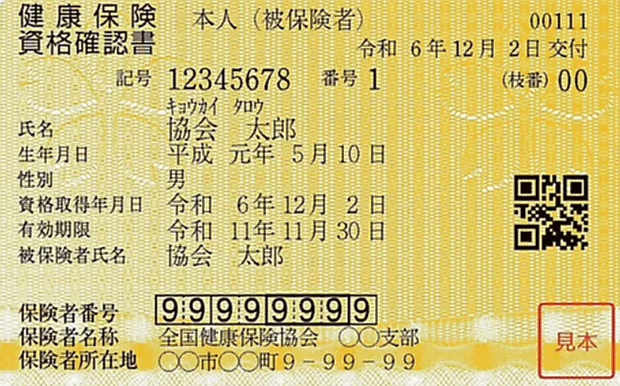 健康保険 本人（被保険者） 00111
資格確認書 令和 6年12月 2日交付
記号 12345678 番号 1 (枝番) 00
ｷｮｳｶｲ ﾀﾛｳ
氏名 協会 太郎
生年月日 平成 元年 5月10日
性別 男
資格取得年月日 令和 6年12月 2日
有効期限 令和 11年11月30日
被保険者氏名 協会 太郎
保険者番号 99999999
保険者名称 全国健康保険協会 ○○支部
保険者所在地 ○○市○○町9-99-99
見本